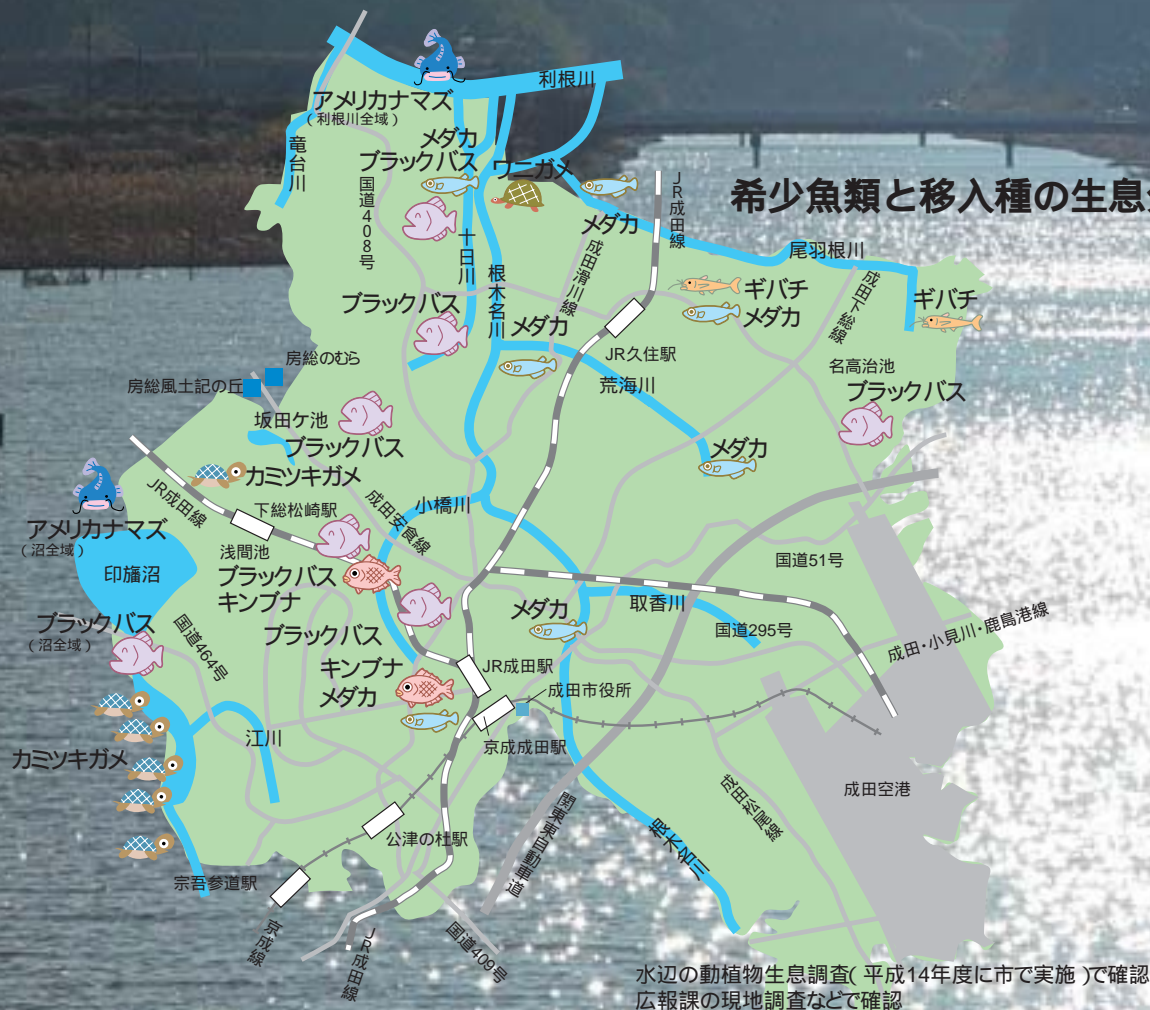 利根川
アメリカナマズ
(利根川全域)
竜台川
国道408号
メダカ
ブラックバス
ワニガメ
メダカ
JR成田線
希少魚類と移入種の生息
尾羽根川
十日川
根木名川
成田滑川線
ギバチ
メダカ
成田下総線
ギバチ
ブラックバス
メダカ
JR久住駅
荒海川
名高治池
ブラックバス
房総のむら
房総風土記の丘
坂田ケ池
ブラックバス
カミツキガメ
メダカ
JR成田線
下総松崎駅
成田安食線
小橋川
アメリカナマズ
(沼全域)
印旛沼
浅間池
ブラックバス
キンブナ
国道51号
ブラックバス
(沼全域)
国道464号
ブラックバス
メダカ
取香川
国道295号
成田・小見川・鹿島港線
キンブナ
メダカ
JR成田駅
成田市役所
京成成田駅
カミツキガメ
江川
成田空港
成田松尾線
公津の杜駅
関東東自動車道
根木名川
宗吾参道駅
京成線
JR成田線
国道409号
水辺の動植物生息調査(平成14年度に市で実施)で確認
広報課の現地調査などで確認